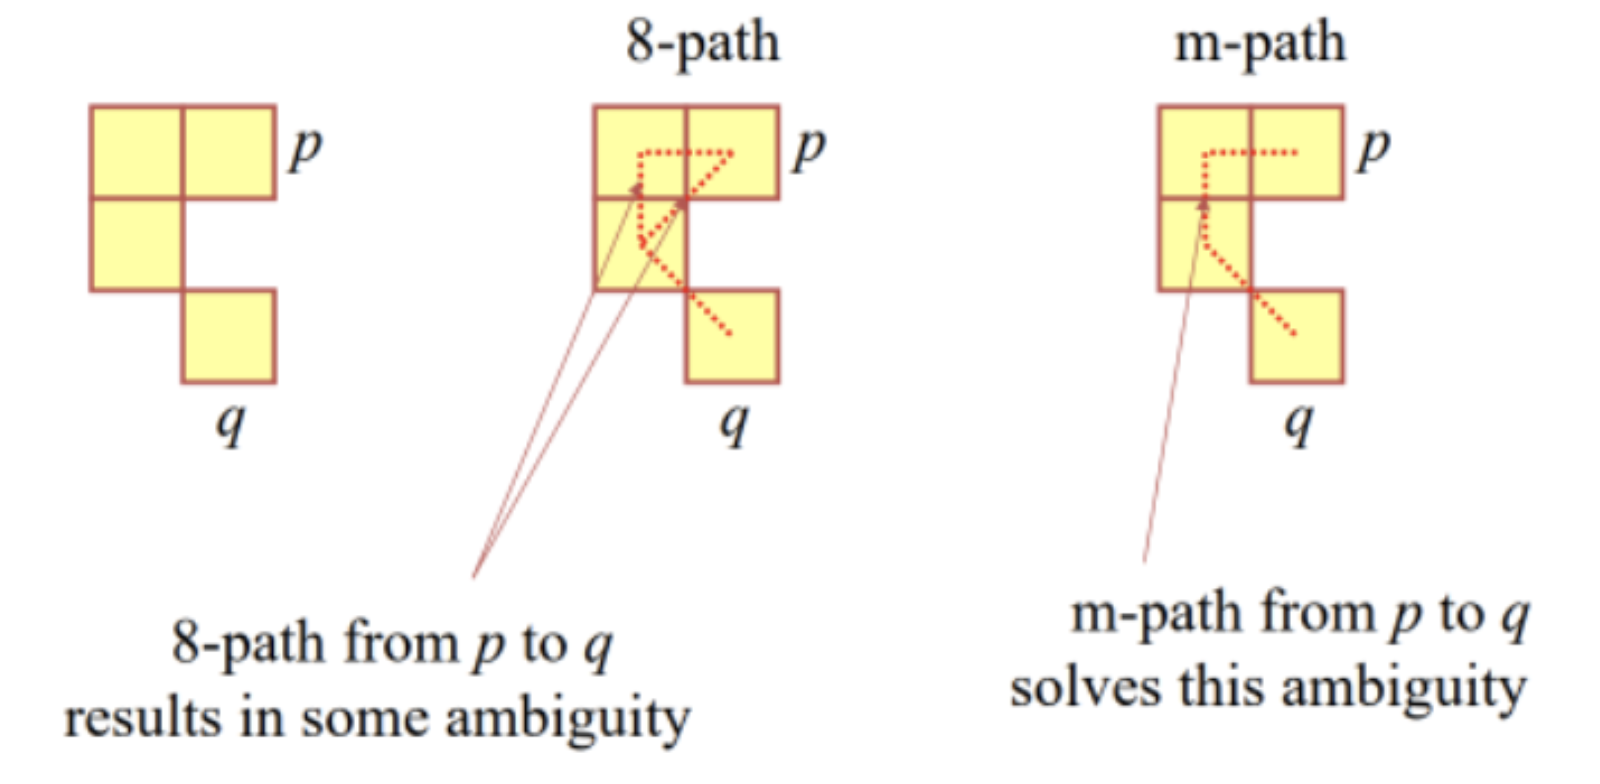 8-path
m-path
p
p
p
q
q
q
8-path from p to q
results in some ambiguity
m-path from p to q
solves this ambiguity